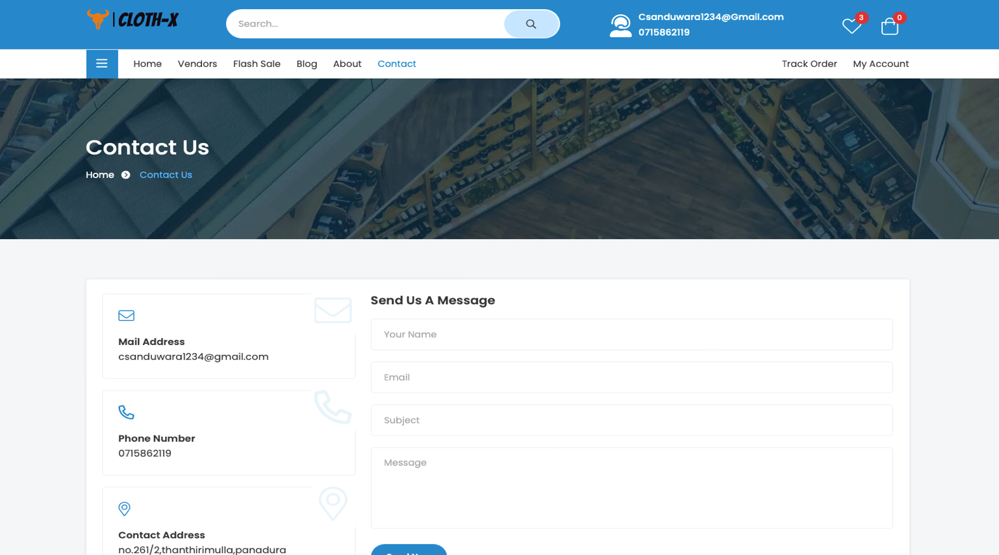 CLOTH-X
Search...
Csanduwara1234@Gmail.com
0715862119
3
0
Home
Vendors
Flash Sale
Blog
About
Contact
Track Order
My Account
Contact Us
Home
Contact Us
Mail Address
csanduwara1234@gmail.com
Phone Number
0715862119
Contact Address
no.261/2,thanthirimulla,panadura
Send Us A Message
Your Name
Email
Subject
Message